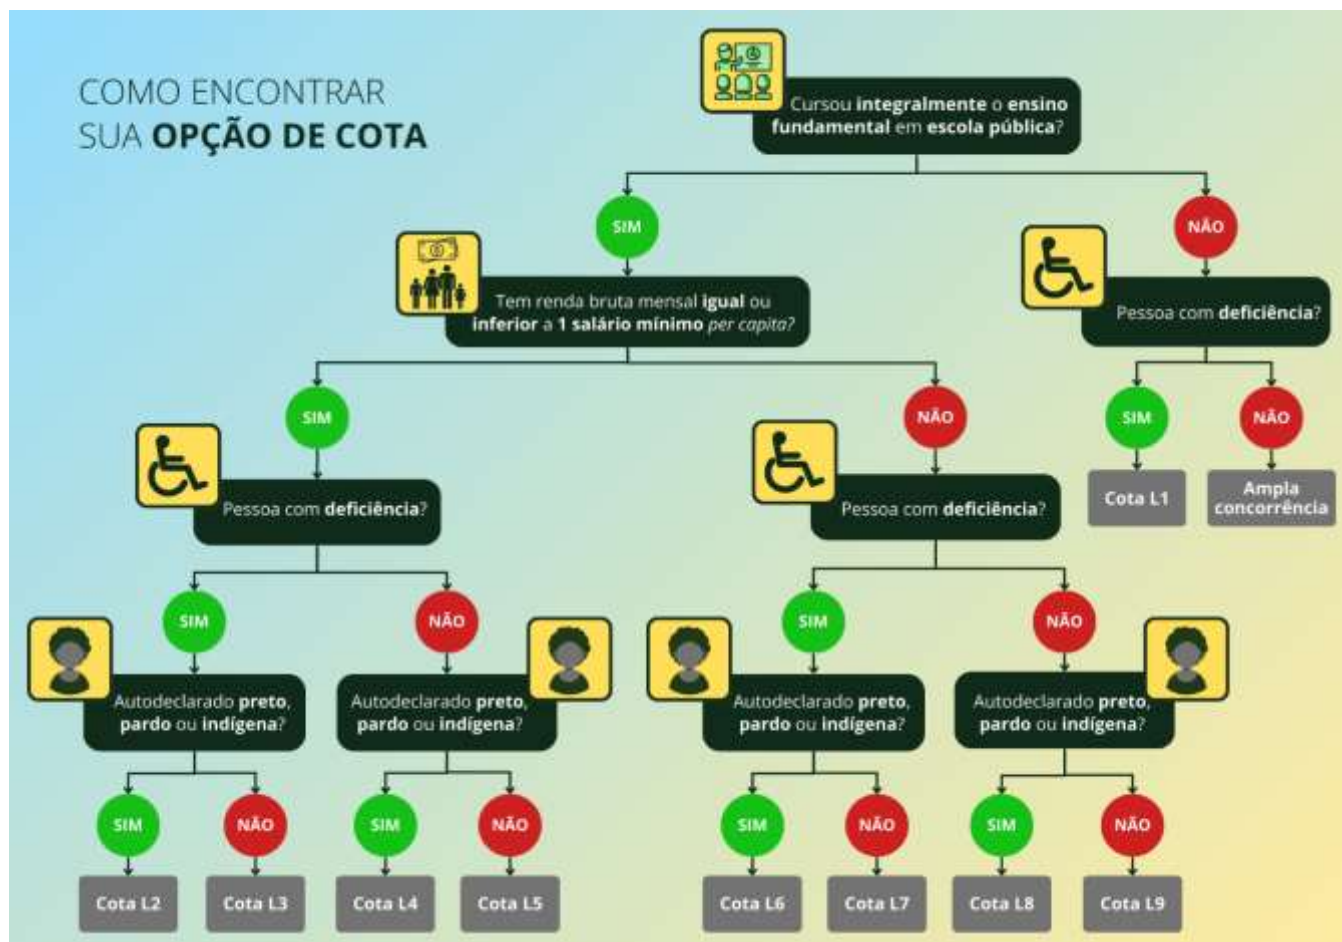 COMO ENCONTRAR
SUA OPÇÃO DE COTA
Cursou integralmente o ensino
fundamental em escola pública?
SIM
NÃO
Tem renda bruta mensal igual ou
inferior a 1 salário mínimo per capita?
Pessoa com deficiência?
SIM
NÃO
SIM
NÃO
Cota L1
Ampla
concorrência
Pessoa com deficiência?
Pessoa com deficiência?
SIM
NÃO
SIM
NÃO
Autodeclarado preto,
pardo ou indígena?
Autodeclarado preto,
pardo ou indígena?
Autodeclarado preto,
pardo ou indígena?
Autodeclarado preto,
pardo ou indígena?
SIM
NÃO
SIM
NÃO
SIM
NÃO
SIM
NÃO
Cota L2
Cota L3
Cota L4
Cota L5
Cota L6
Cota L7
Cota L8
Cota L9